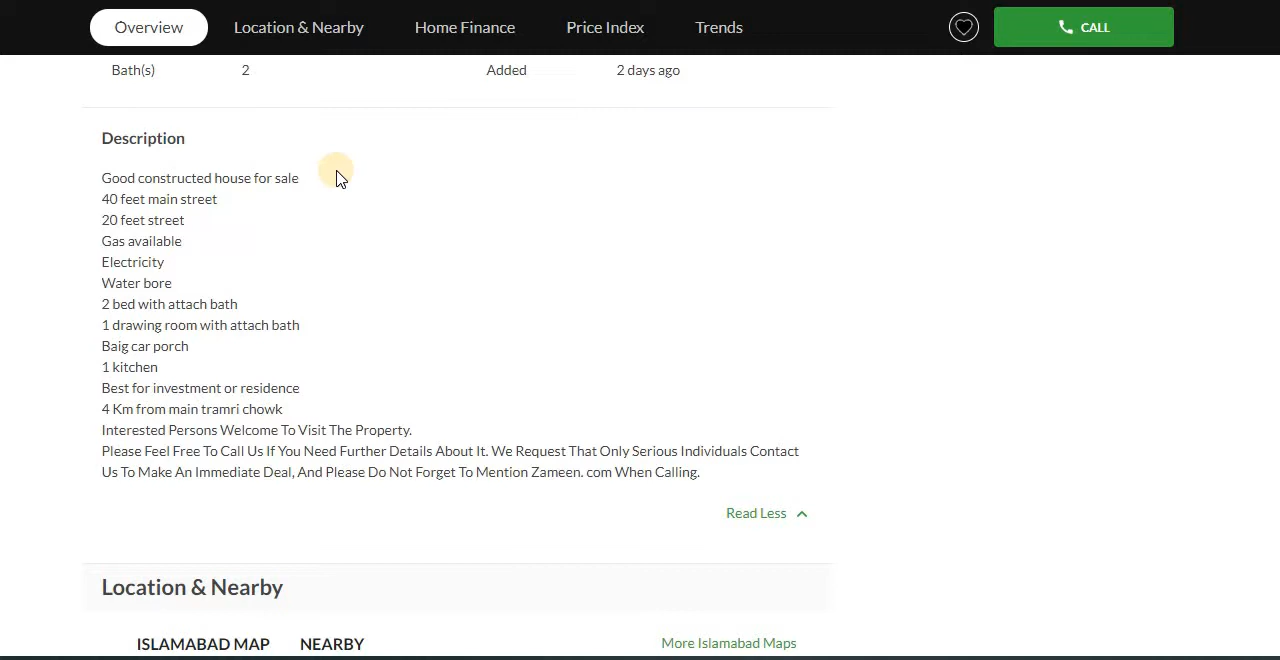 Overview Location & Nearby Home Finance Price Index Trends CALL
Bath(s) 2 Added 2 days ago
Description
Good constructed house for sale
40 feet main street
20 feet street
Gas available
Electricity
Water bore
2 bed with attach bath
1 drawing room with attach bath
Baig car porch
1 kitchen
Best for investment or residence
4 Km from main tramri chowk
Interested Persons Welcome To Visit The Property.
Please Feel Free To Call Us If You Need Further Details About It. We Request That Only Serious Individuals Contact
Us To Make An Immediate Deal, And Please Do Not Forget To Mention Zameen. com When Calling.
Read Less
Location & Nearby
ISLAMABAD MAP NEARBY More Islamabad Maps